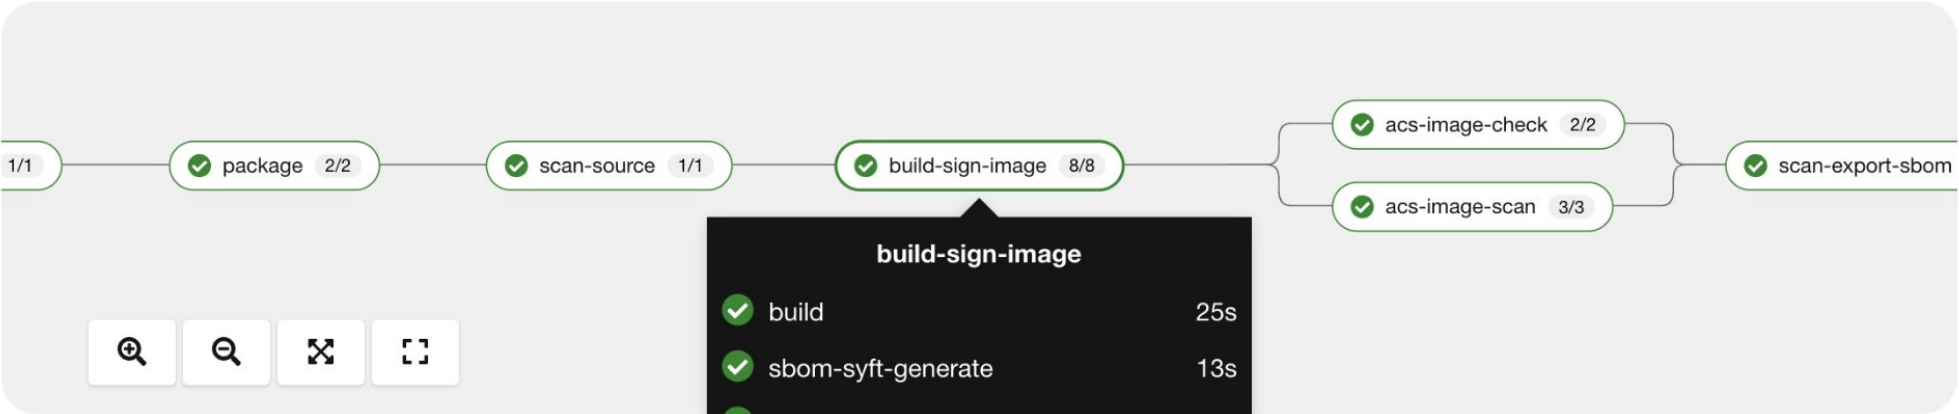 1/1
package 2/2
scan-source 1/1
build-sign-image 8/8
acs-image-check 2/2
acs-image-scan 3/3
scan-export-sbom
build-sign-image
build 25s
sbom-syft-generate 13s